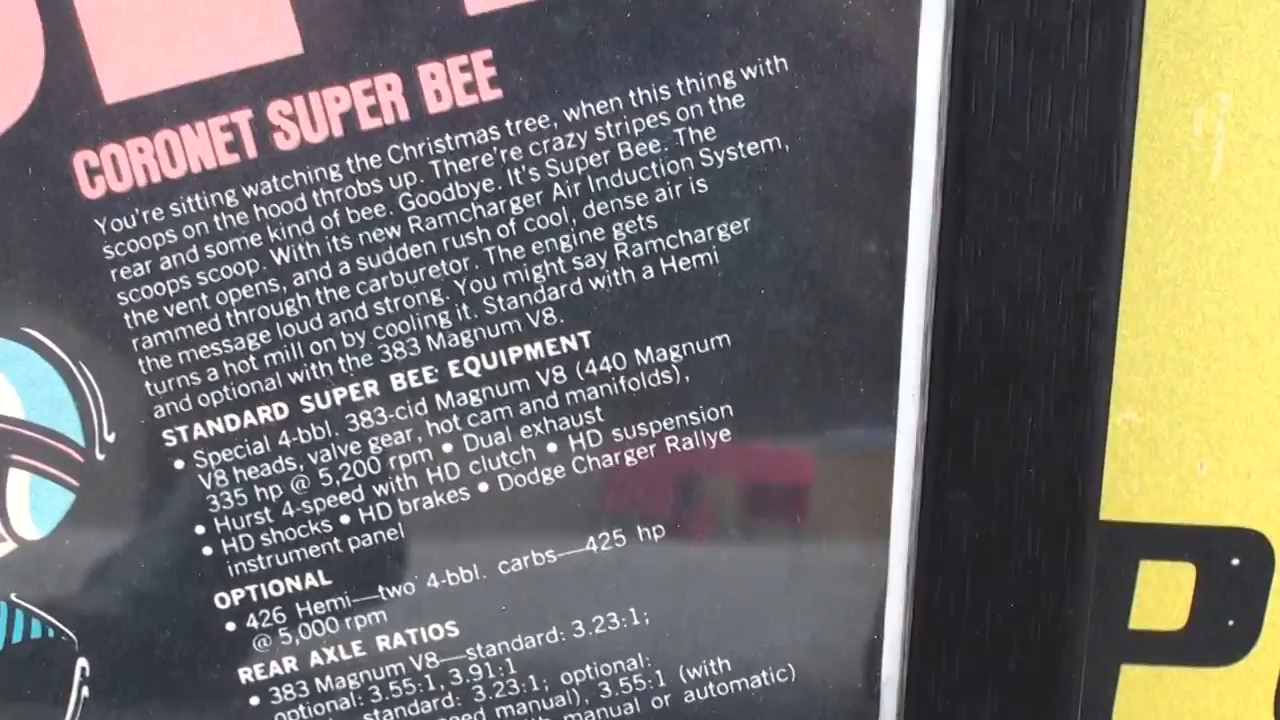 CORONET SUPER BEE
You're sitting watching the Christmas tree, when this thing with
scoops on the hood throbs up. There're crazy stripes on the
rear and some kind of bee. Goodbye. It's Super Bee. The
scoops scoop. With its new Ramcharger Air Induction System,
the vent opens, and a sudden rush of cool, dense air is
rammed through the carburetor. The engine gets
the message loud and strong. You might say Ramcharger
turns a hot mill on by cooling it. Standard with a Hemi
and optional with the 383 Magnum V8.
STANDARD SUPER BEE EQUIPMENT
• Special 4-bbl. 383-cid Magnum V8 (440 Magnum
V8 heads, valve gear, hot cam and manifolds),
335 hp @ 5,200 rpm • Dual exhaust
• Hurst 4-speed with HD clutch • HD suspension
• HD shocks • HD brakes • Dodge Charger Rallye
instrument panel
OPTIONAL
• 426 Hemi—two 4-bbl. carbs—425 hp
@ 5,000 rpm
REAR AXLE RATIOS
• 383 Magnum V8—standard: 3.23:1;
optional: 3.55:1, 3.91:1
standard: 3.23:1; optional:
manual), 3.55:1 (with
manual or automatic)
P